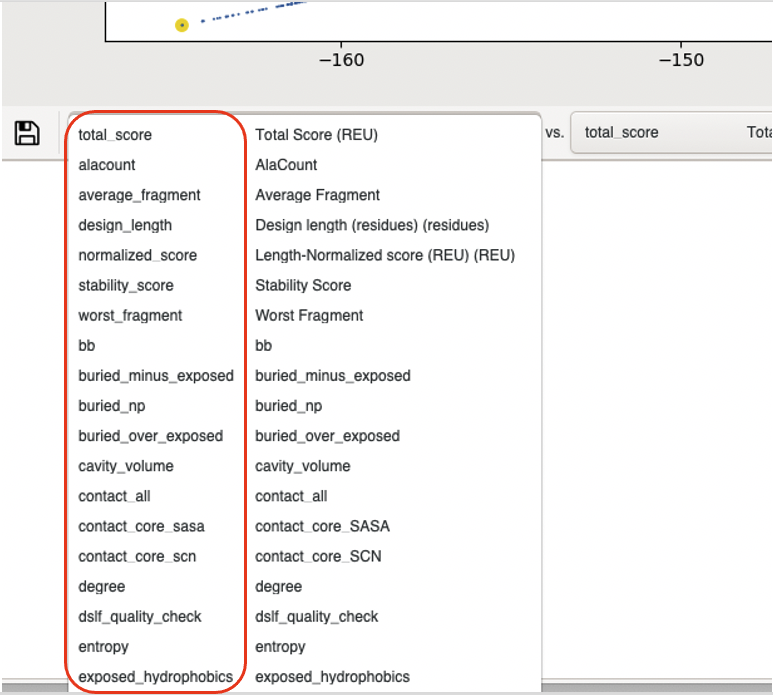 −160 −150
vs. total_score Tota
total_score Total Score (REU)
alacount AlaCount
average_fragment Average Fragment
design_length Design length (residues) (residues)
normalized_score Length-Normalized score (REU) (REU)
stability_score Stability Score
worst_fragment Worst Fragment
bb bb
buried_minus_exposed buried_minus_exposed
buried_np buried_np
buried_over_exposed buried_over_exposed
cavity_volume cavity_volume
contact_all contact_all
contact_core_sasa contact_core_SASA
contact_core_scn contact_core_SCN
degree degree
dslf_quality_check dslf_quality_check
entropy entropy
exposed_hydrophobics exposed_hydrophobics